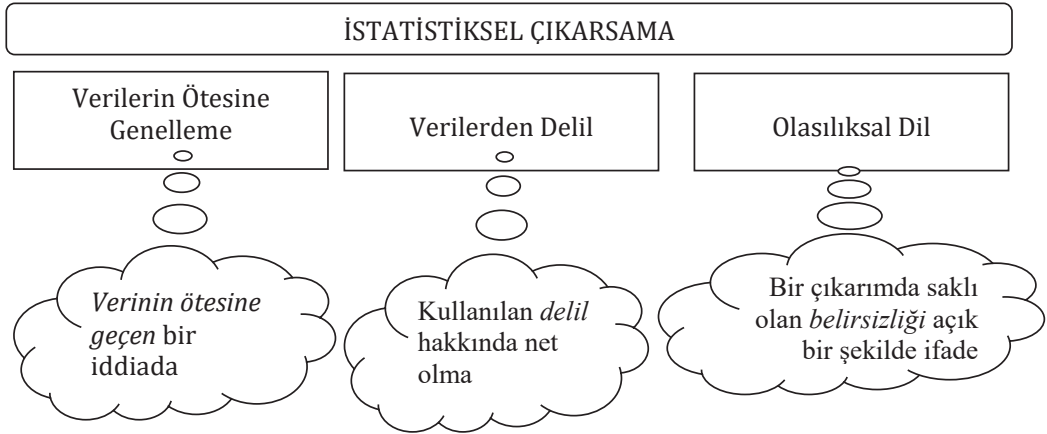 İSTATİSTİKSEL ÇIKARSAMA
Verilerin Ötesine
Genelleme
Verilerden Delil
Olasılıksal Dil
Verinin ötesine
geçen bir
iddiada
Kullanılan delil
hakkında net
olma
Bir çıkarımda saklı
olan belirsizliği açık
bir şekilde ifade